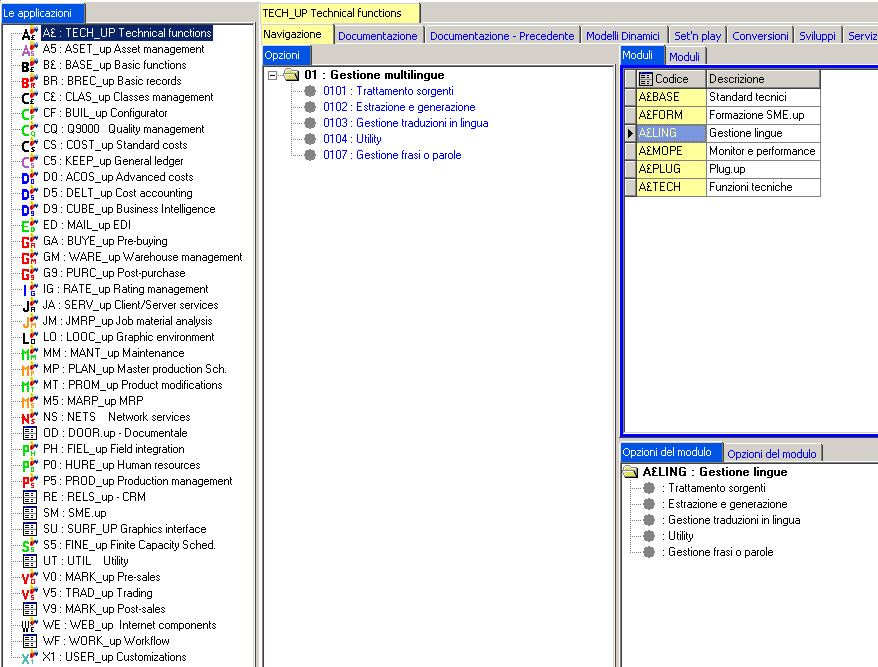 Le applicazioni
A£ : TECH_UP Technical functions
A5 : ASET_up Asset management
B£ : BASE_up Basic functions
BR : BREC_up Basic records
C£ : CLAS_up Classes management
CF : BUIL_up Configurator
CQ : Q9000 Quality management
CS : COST_up Standard costs
C5 : KEEP_up General ledger
D0 : ACOS_up Advanced costs
D5 : DELT_up Cost accounting
D9 : CUBE_up Business Intelligence
ED : MAIL_up EDI
GA : BUYE_up Pre-buying
GM : WARE_up Warehouse management
G9 : PURC_up Post-purchase
IG : RATE_up Rating management
JA : SERV_up Client/Server services
JM : JMRP_up Job material analysis
LO : LOOC_up Graphic environment
MM : MANT_up Maintenance
MP : PLAN_up Master production Sch.
MT : PROM_up Product modifications
M5 : MARP_up MRP
NS : NETS Network services
OD : DOOR.up - Documentale
PH : FIEL_up Field integration
P0 : HURE_up Human resources
P5 : PROD_up Production management
RE : RELS_up - CRM
SM : SME.up
SU : SURF_UP Graphics interface
S5 : FINE_up Finite Capacity Sched.
UT : UTIL Utility
V0 : MARK_up Pre-sales
V5 : TRAD_up Trading
V9 : MARK_up Post-sales
WE : WEB_up Internet components
WF : WORK_up Workflow
X1 : USER_up Customizations
TECH_UP Technical functions
Navigazione Documentazione Documentazione - Precedente Modelli Dinamici Set'n play Conversioni Sviluppi Serviz
Opzioni
01 : Gestione multilingue
0101 : Trattamento sorgenti
0102 : Estrazione e generazione
0103 : Gestione traduzioni in lingua
0104 : Utility
0107 : Gestione frasi o parole
Moduli Moduli
Codice Descrizione
A£BASE Standard tecnici
A£FORM Formazione SME.up
A£LING Gestione lingue
A£MOPE Monitor e performance
A£PLUG Plug.up
A£TECH Funzioni tecniche
Opzioni del modulo Opzioni del modulo
A£LING : Gestione lingue
: Trattamento sorgenti
: Estrazione e generazione
: Gestione traduzioni in lingua
: Utility
: Gestione frasi o parole